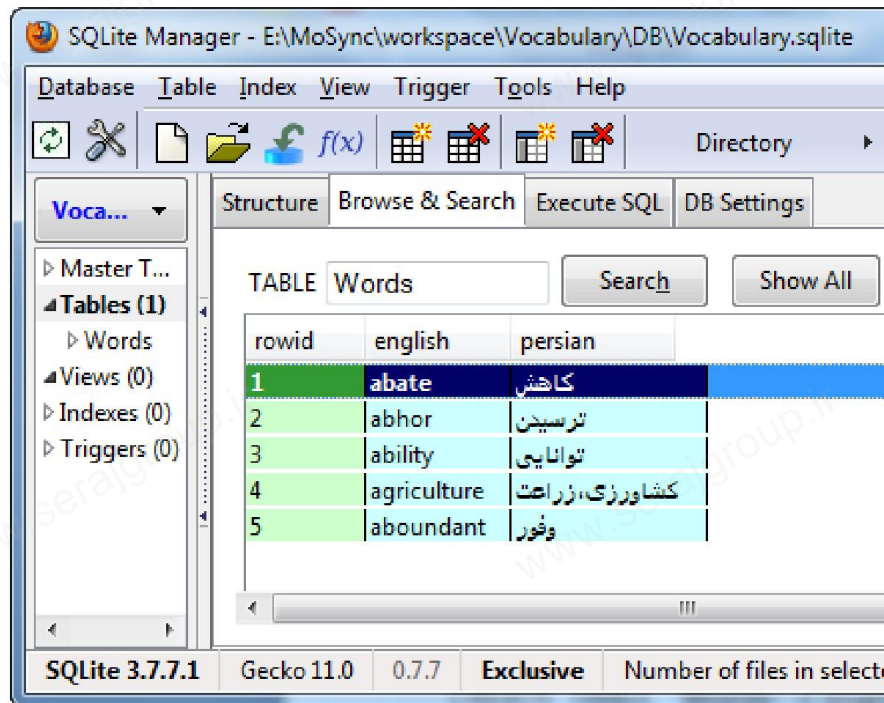 SQLite Manager - E:\MoSync\workspace\Vocabulary\DB\Vocabulary.sqlite
Database Table Index View Trigger Tools Help
f(x) Directory
Voca... Structure Browse & Search Execute SQL DB Settings
Master T...
TABLE Words Search Show All
Tables (1)
Words
Views (0)
Indexes (0)
Triggers (0)
rowid english persian
1 abate کاهش
2 abhor ترسیدن
3 ability توانایی
4 agriculture کشاورزی،زراعت
5 aboundant وفور
SQLite 3.7.7.1 Gecko 11.0 0.7.7 Exclusive Number of files in selecte
www.serajgroup.ir